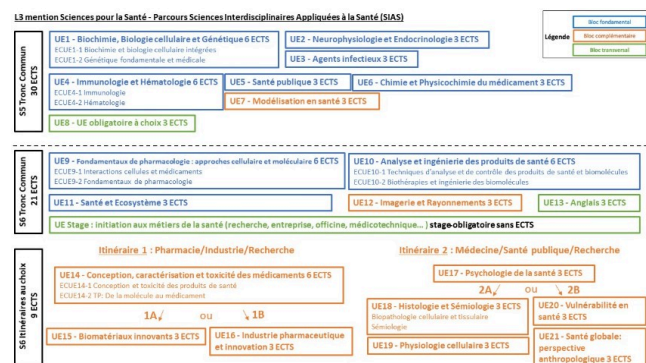 L3 mention Sciences pour la Santé - Parcours Sciences Interdisciplinaires Appliquées à la Santé (SIAS)
Légende
Bloc fondamental
Bloc complémentaire
Bloc transversal
S5 Tronc Commun
30 ECTS
UE1 - Biochimie, Biologie cellulaire et Génétique 6 ECTS
ECUE1-1 Biochimie et biologie cellulaire intégrées
ECUE1-2 Génétique fondamentale et médicale
UE2 - Neurophysiologie et Endocrinologie 3 ECTS
UE3 - Agents infectieux 3 ECTS
UE4 - Immunologie et Hématologie 6 ECTS
ECUE4-1 Immunologie
ECUE4-2 Hématologie
UE5 - Santé publique 3 ECTS
UE6 - Chimie et Physicochimie du médicament 3 ECTS
UE7 - Modélisation en santé 3 ECTS
UE8 - UE obligatoire à choix 3 ECTS
S6 Tronc Commun
21 ECTS
UE9 - Fondamentaux de pharmacologie : approches cellulaire et moléculaire 6 ECTS
ECUE9-1 Interactions cellules et médicaments
ECUE9-2 Fondamentaux de pharmacologie
UE10 - Analyse et ingénierie des produits de santé 6 ECTS
ECUE10-1 Techniques d'analyse et de contrôle des produits de santé et biomolécules
ECUE10-2 Biothérapies et ingénierie des biomolécules
UE11 - Santé et Ecosystème 3 ECTS
UE12 - Imagerie et Rayonnements 3 ECTS
UE13 - Anglais 3 ECTS
UE Stage : initiation aux métiers de la santé (recherche, entreprise, officine, médicotechnique... ) stage obligatoire sans ECTS
S6 Itinéraires au choix
9 ECTS
Itinéraire 1 : Pharmacie/Industrie/Recherche
UE14 - Conception, caractérisation et toxicité des médicaments 6 ECTS
ECUE14-1 Conception et toxicité des produits de santé
ECUE14-2 TP: De la molécule au médicament
1A ou 1B
UE15 - Biomatériaux innovants 3 ECTS
UE16 - Industrie pharmaceutique
et innovation 3 ECTS
Itinéraire 2 : Médecine/Santé publique/Recherche
UE17 - Psychologie de la santé 3 ECTS
2A ou 2B
UE18 - Histologie et Sémiologie 3 ECTS
Biopathologie cellulaire et tissulaire
Sémiologie
UE19 - Physiologie cellulaire 3 ECTS
UE20 - Vulnérabilité en
santé 3 ECTS
UE21 - Santé globale:
perspective
anthropologique 3 ECTS